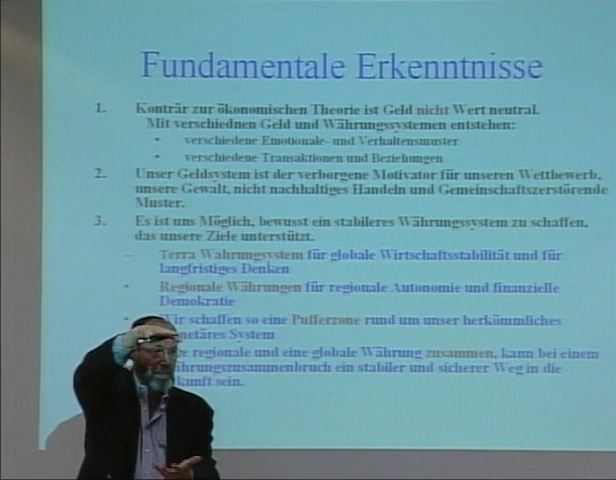 Fundamentale Erkenntnisse
1. Konträr zur ökonomischen Theorie ist Geld nicht Wert neutral.
Mit verschiednen Geld und Währungssystemen entstehen:
• verschiedene Emotionale- und Verhaltensmuster
• verschiedene Transaktionen und Beziehungen
2. Unser Geldsystem ist der verborgene Motivator für unseren Wettbewerb,
unsere Gewalt, nicht nachhaltiges Handeln und Gemeinschaftszerstörende
Muster.
3. Es ist uns Möglich, bewusst ein stabileres Währungssystem zu schaffen,
das unsere Ziele unterstützt.
– Terra Wahrungsystem für globale Wirtschaftsstabilität und für
langfristiges Denken
• Regionale Währungen für regionale Autonomie und finanzielle
Demokratie
• Wir schaffen so eine Pufferzone rund um unser herkömmliches
netäres System
regionale und eine globale Währung zusammen, kann bei einem
hrungszusammenbruch ein stabiler und sicherer Weg in die
kunft sein.